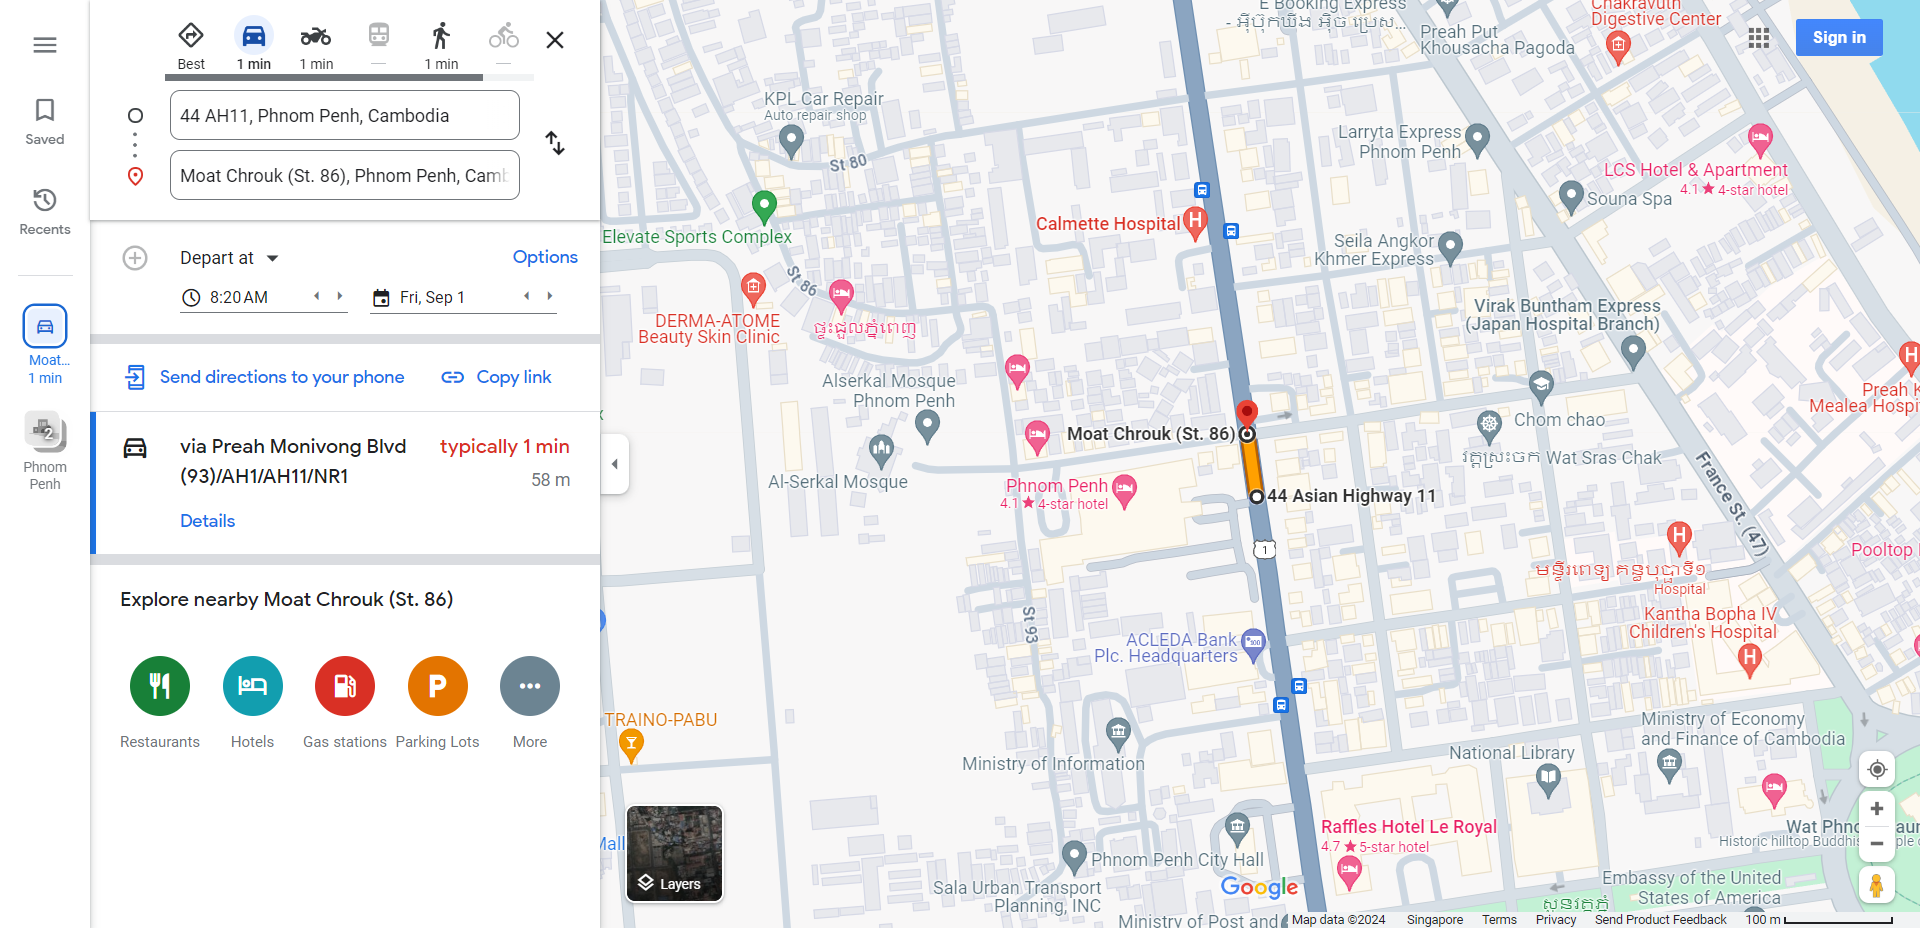 Best
1 min
1 min
—
1 min
—
44 AH11, Phnom Penh, Cambodia
Moat Chrouk (St. 86), Phnom Penh, Camb
Saved
Recents
Moat...
1 min
2
Phnom
Penh
Depart at
Options
8:20 AM
Fri, Sep 1
Send directions to your phone
Copy link
via Preah Monivong Blvd
(93)/AH1/AH11/NR1
typically 1 min
58 m
Details
Explore nearby Moat Chrouk (St. 86)
Restaurants
Hotels
Gas stations
P
Parking Lots
More
E Booking Express
Preah Put
Khousacha Pagoda
Chakravuth
Digestive Center
Sign in
KPL Car Repair
Auto repair shop
St 80
Larryta Express
Phnom Penh
LCS Hotel & Apartment
4.1 ★ 4-star hotel
Souna Spa
Elevate Sports Complex
Calmette Hospital
H
Seila Angkor
Khmer Express
St 86
DERMA-ATOME
Beauty Skin Clinic
ផ្ទះជួលភ្នំពេញ
Virak Buntham Express
(Japan Hospital Branch)
H
Preah K
Mealea Hospi
Alserkal Mosque
Phnom Penh
Al-Serkal Mosque
Moat Chrouk (St. 86)
Chom chao
វត្តស្រះចក Wat Sras Chak
France St. (47)
Phnom Penh
4.1 ★ 4-star hotel
44 Asian Highway 11
1
H
Pooltop
មន្ទីរពេទ្យ គន្ធបុប្ផាទី១
Hospital
Kantha Bopha IV
Children's Hospital
H
St 93
ACLEDA Bank
Plc. Headquarters
TRAINO-PABU
Ministry of Information
Ministry of Economy
and Finance of Cambodia
National Library
Mall
Layers
Raffles Hotel Le Royal
4.7 ★ 5-star hotel
Wat Phno
Historic hilltop Buddhis
Phnom Penh City Hall
Sala Urban Transport
Planning, INC
Google
Embassy of the United
States of America
Ministry of Post and
Map data ©2024
Singapore
Terms
Privacy
Send Product Feedback
100 m